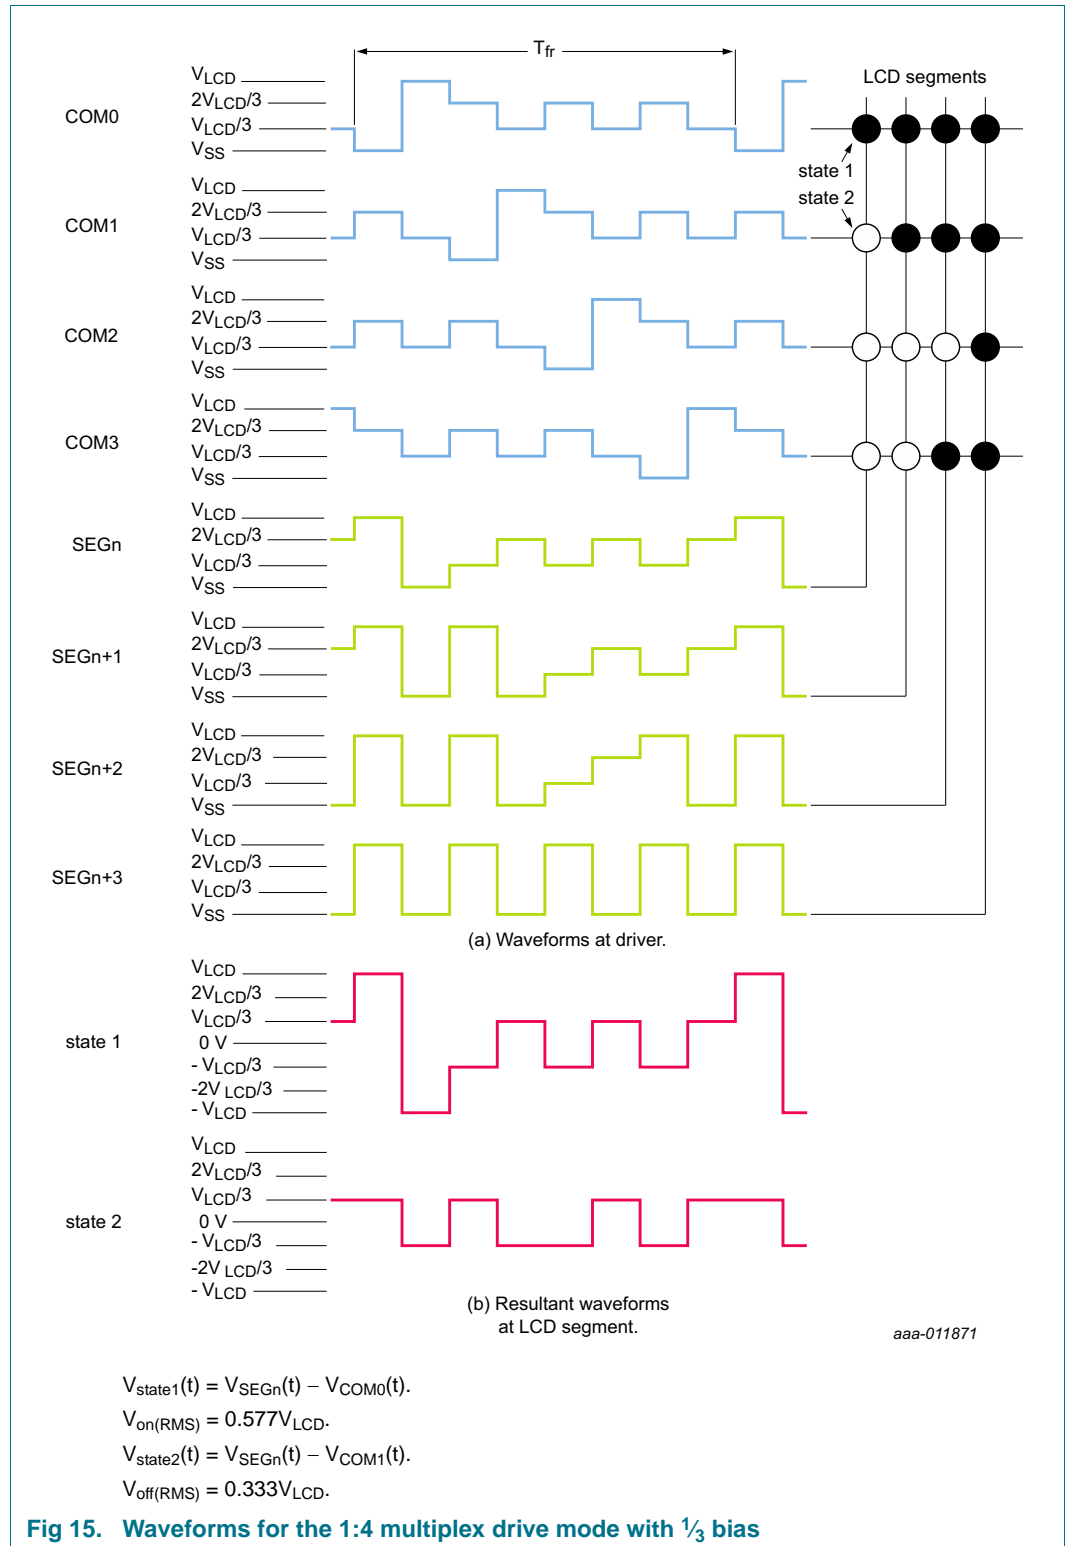 Tfr
LCD segments
COM0
VLCD
2VLCD/3
VLCD/3
VSS
state 1
state 2
COM1
VLCD
2VLCD/3
VLCD/3
VSS
COM2
VLCD
2VLCD/3
VLCD/3
VSS
COM3
VLCD
2VLCD/3
VLCD/3
VSS
SEGn
VLCD
2VLCD/3
VLCD/3
VSS
SEGn+1
VLCD
2VLCD/3
VLCD/3
VSS
SEGn+2
VLCD
2VLCD/3
VLCD/3
VSS
SEGn+3
VLCD
2VLCD/3
VLCD/3
VSS
(a) Waveforms at driver.
state 1
VLCD
2VLCD/3
VLCD/3
0 V
- VLCD/3
-2V LCD/3
- VLCD
state 2
VLCD
2VLCD/3
VLCD/3
0 V
- VLCD/3
-2V LCD/3
- VLCD
(b) Resultant waveforms
at LCD segment.
aaa-011871
Vstate1(t) = VSEGn(t) − VCOM0(t).
Von(RMS) = 0.577VLCD.
Vstate2(t) = VSEGn(t) − VCOM1(t).
Voff(RMS) = 0.333VLCD.
Fig 15. Waveforms for the 1:4 multiplex drive mode with 1⁄3 bias